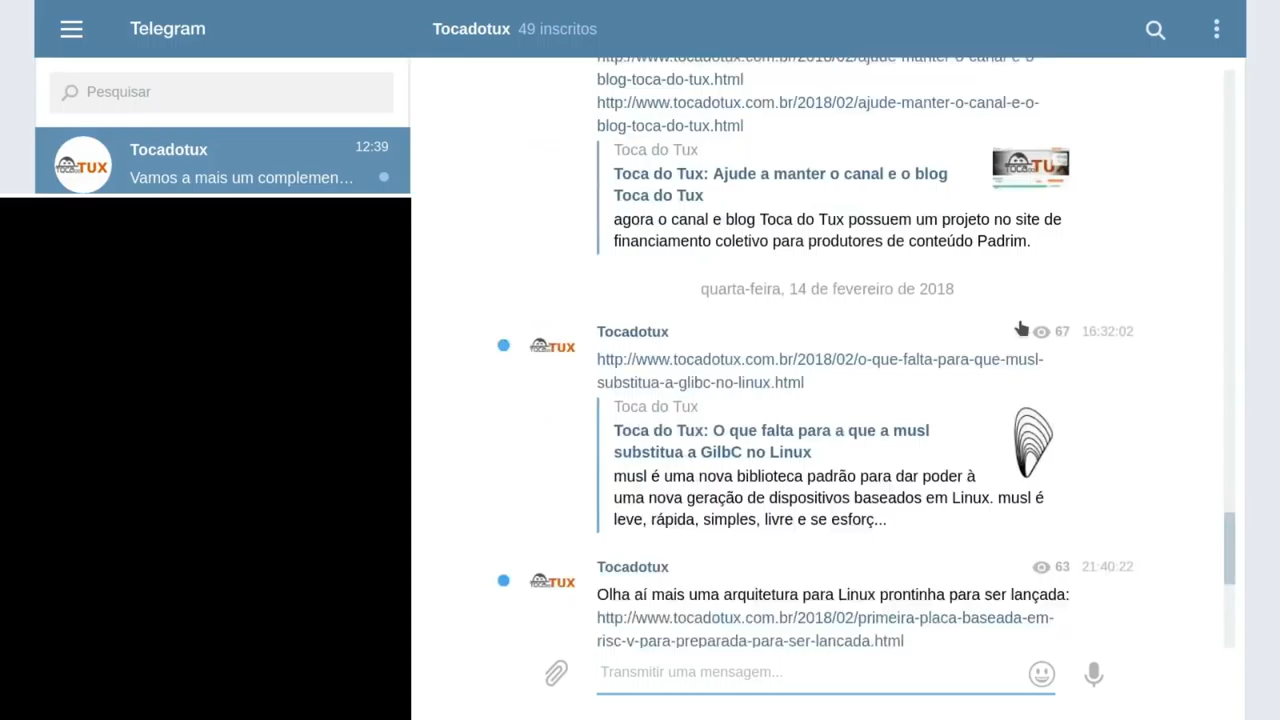 Telegram
Tocadotux 49 inscritos
Pesquisar
Tocadotux 12:39
Vamos a mais um complemen...
TOCADO TUX
http://www.tocadotux.com.br/2018/02/ajude-manter-o-canal-e-o-
blog-toca-do-tux.html
http://www.tocadotux.com.br/2018/02/ajude-manter-o-canal-e-o-
blog-toca-do-tux.html
Toca do Tux
Toca do Tux: Ajude a manter o canal e o blog
Toca do Tux
agora o canal e blog Toca do Tux possuem um projeto no site de
financiamento coletivo para produtores de conteúdo Padrim.
quarta-feira, 14 de fevereiro de 2018
Tocadotux 67 16:32:02
http://www.tocadotux.com.br/2018/02/o-que-falta-para-que-musl-
substitua-a-glibc-no-linux.html
Toca do Tux
Toca do Tux: O que falta para a que a musl
substitua a GilbC no Linux
musl é uma nova biblioteca padrão para dar poder à
uma nova geração de dispositivos baseados em Linux. musl é
leve, rápida, simples, livre e se esforç...
Tocadotux 63 21:40:22
Olha aí mais uma arquitetura para Linux prontinha para ser lançada:
http://www.tocadotux.com.br/2018/02/primeira-placa-baseada-em-
risc-v-para-preparada-para-ser-lancada.html
Transmitir uma mensagem...